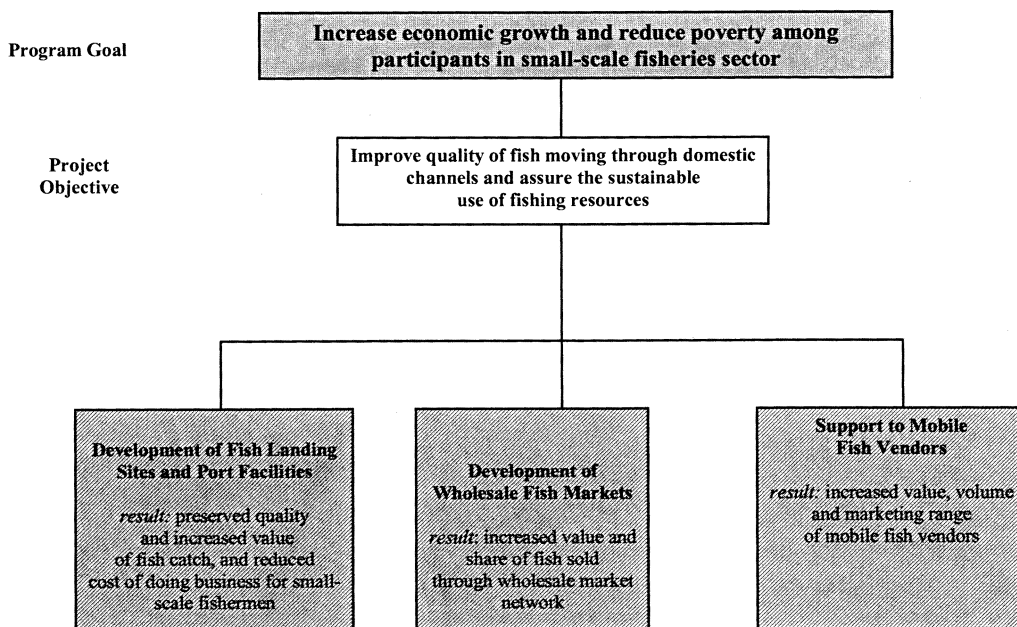 Program Goal
Increase economic growth and reduce poverty among
participants in small-scale fisheries sector
Project
Objective
Improve quality of fish moving through domestic
channels and assure the sustainable
use of fishing resources
Development of Fish Landing
Sites and Port Facilities
result: preserved quality
and increased value
of fish catch, and reduced
cost of doing business for small-
scale fishermen
Development of
Wholesale Fish Markets
result: increased value and
share of fish sold
through wholesale market
network
Support to Mobile
Fish Vendors
result: increased value, volume
and marketing range
of mobile fish vendors